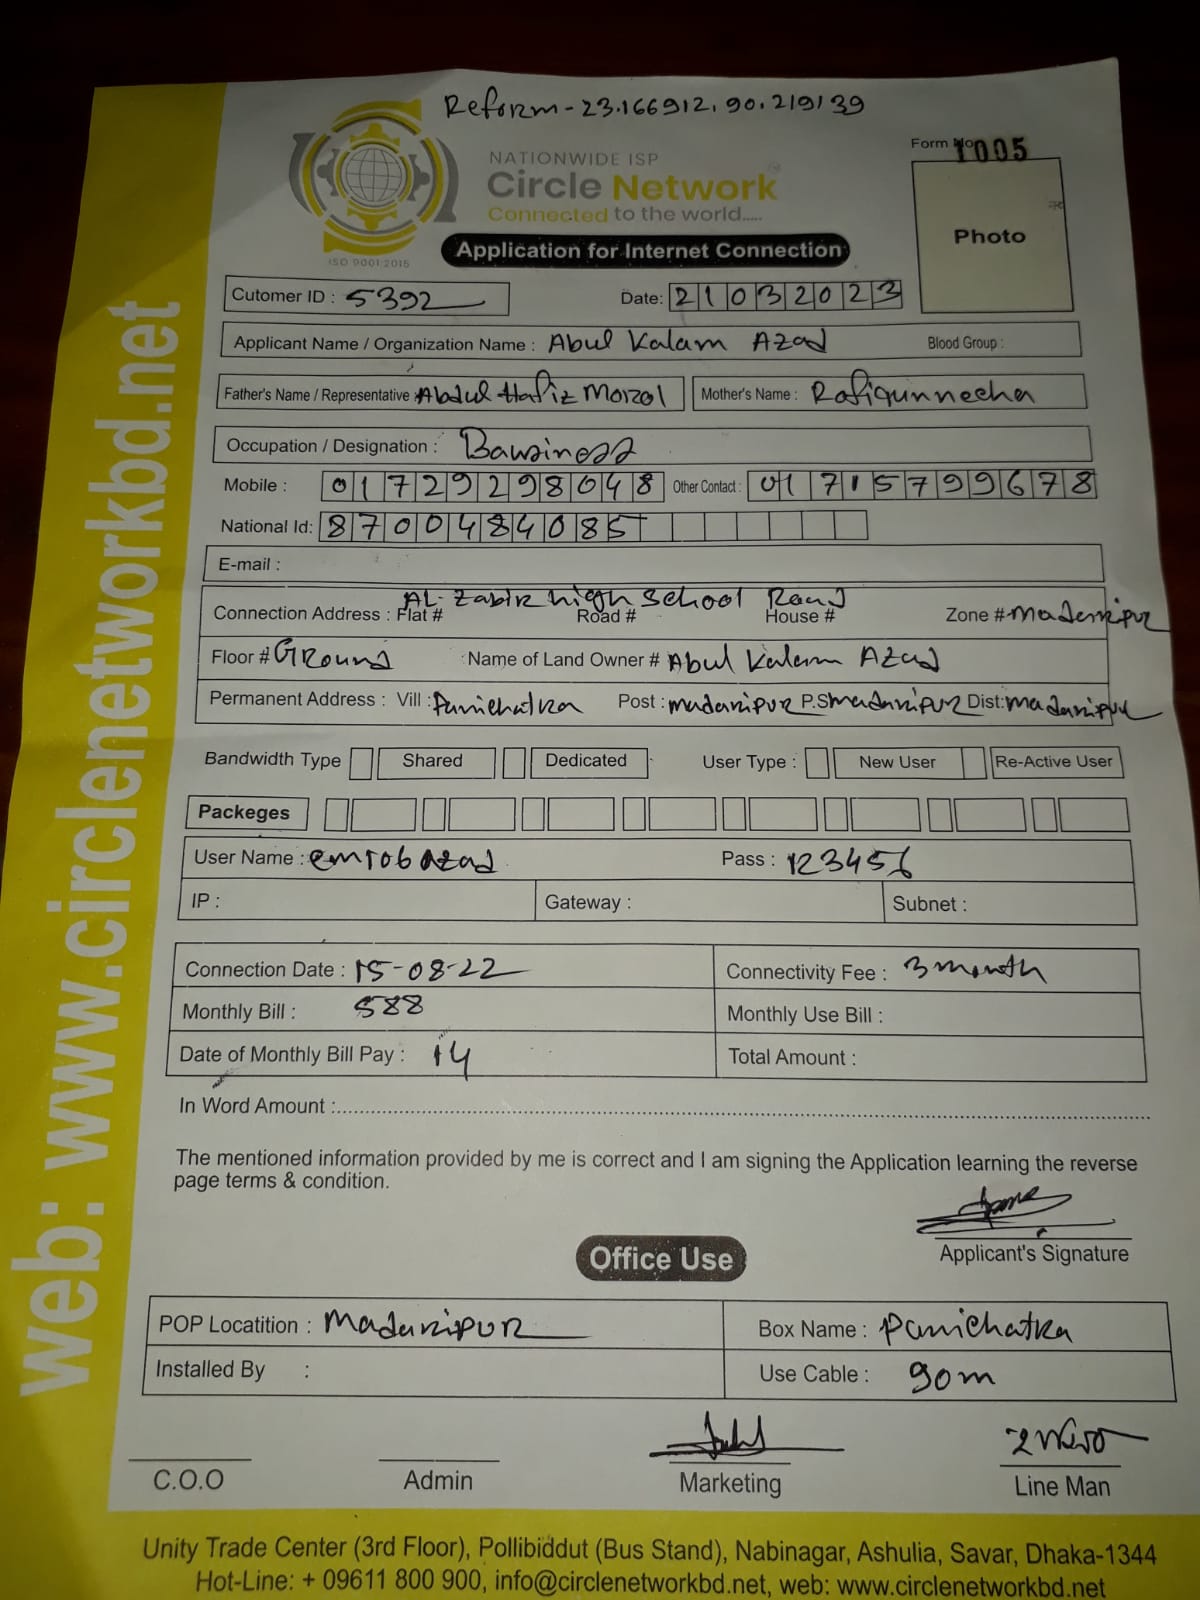 Reform - 23.166912, 90.219139
Form No 1005
NATIONWIDE ISP
Circle Network
Connected to the world.....
ISO 9001:2015
Photo
Application for Internet Connection
Cutomer ID : 5392 Date: 21032023
Applicant Name / Organization Name : Abul Kalam Azad Blood Group :
Father's Name / Representative Abdul Hafiz Morol Mother's Name : Rafiqunnecha
Occupation / Designation : Bawsiness
Mobile : 01729298048 Other Contact : 01715799678
National Id: 8700484085
E-mail :
AL-Zabir high School Road
Connection Address : Flat # Road # House # Zone # Madaripur
Floor # Ground Name of Land Owner # Abul Kalam Azad
Permanent Address : Vill : Panichatra Post : madaripur P.S madaripur Dist: madaripur
Bandwidth Type Shared Dedicated User Type : New User Re-Active User
Packeges
User Name : Pass : 123456
IP : Gateway : Subnet :
Connection Date : 15-08-22 Connectivity Fee : 3 month
Monthly Bill : 588 Monthly Use Bill :
Date of Monthly Bill Pay : 14 Total Amount :
In Word Amount :
The mentioned information provided by me is correct and I am signing the Application learning the reverse
page terms & condition.
Applicant's Signature
Office Use
POP Locatition : Madaripur Box Name : Panichatra
Installed By : Use Cable : 90m
C.O.O Admin Marketing Line Man
Unity Trade Center (3rd Floor), Pollibiddut (Bus Stand), Nabinagar, Ashulia, Savar, Dhaka-1344
Hot-Line: + 09611 800 900, info@circlenetworkbd.net, web: www.circlenetworkbd.net
web: www.circlenetworkbd.net